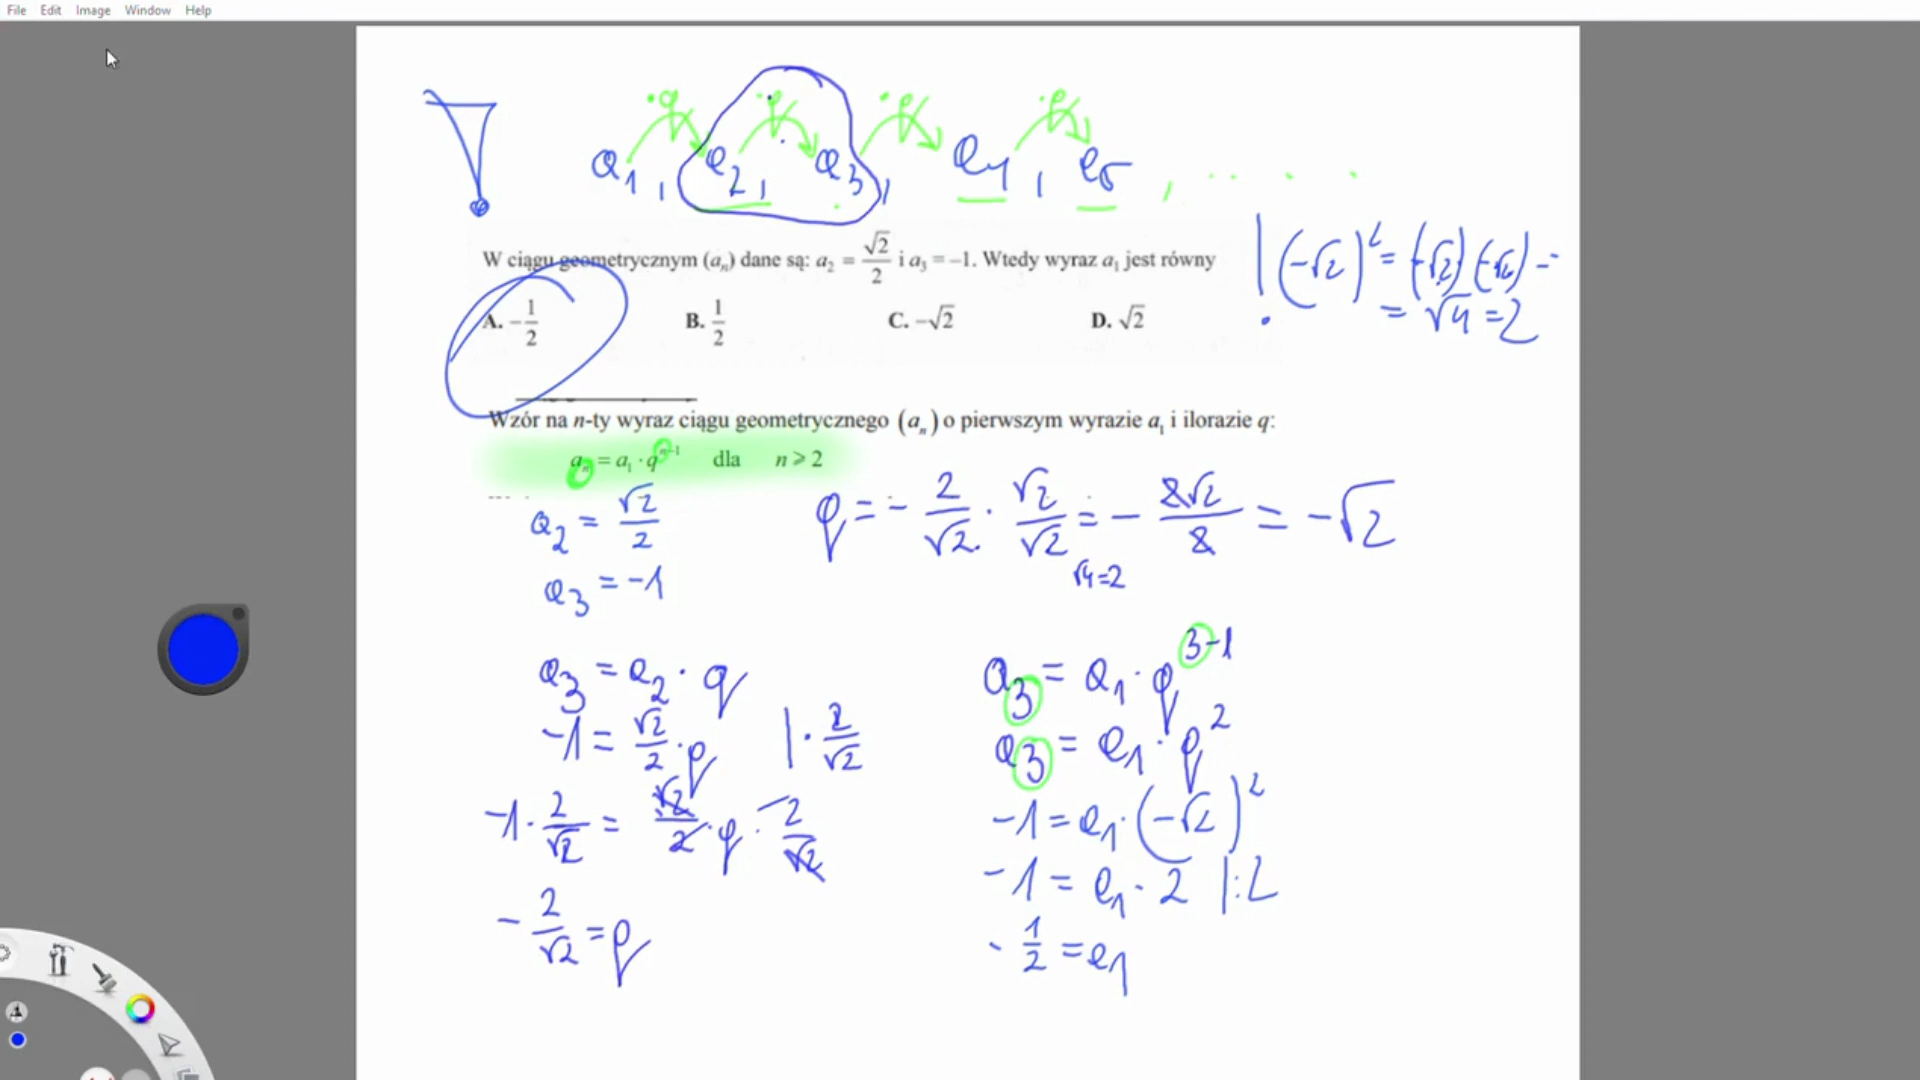 File Edit Image Window Help
·q ·q ·q ·q
a1, a2, a3, a4, a5, . . . .
W ciągu geometrycznym (aₙ) dane są: a₂ = √2/2 i a₃ = −1. Wtedy wyraz a₁ jest równy
A. −1/2 B. 1/2 C. −√2 D. √2
! (−√2)² = (−√2)(−√2) =
= √4 = 2
Wzór na n-ty wyraz ciągu geometrycznego (aₙ) o pierwszym wyrazie a₁ i ilorazie q:
aₙ = a₁ · qⁿ⁻¹ dla n ⩾ 2
a2 = √2/2
a3 = −1
q = − 2/√2 · √2/√2 = − 2√2/2 = −√2
√4=2
a3 = a2 · q
−1 = √2/2 · q | · 2/√2
−1 · 2/√2 = √2/2 · q · 2/√2
− 2/√2 = q
a3 = a1 · q³⁻¹
a3 = a1 · q²
−1 = a1 · (−√2)²
−1 = a1 · 2 |:2
− 1/2 = a1